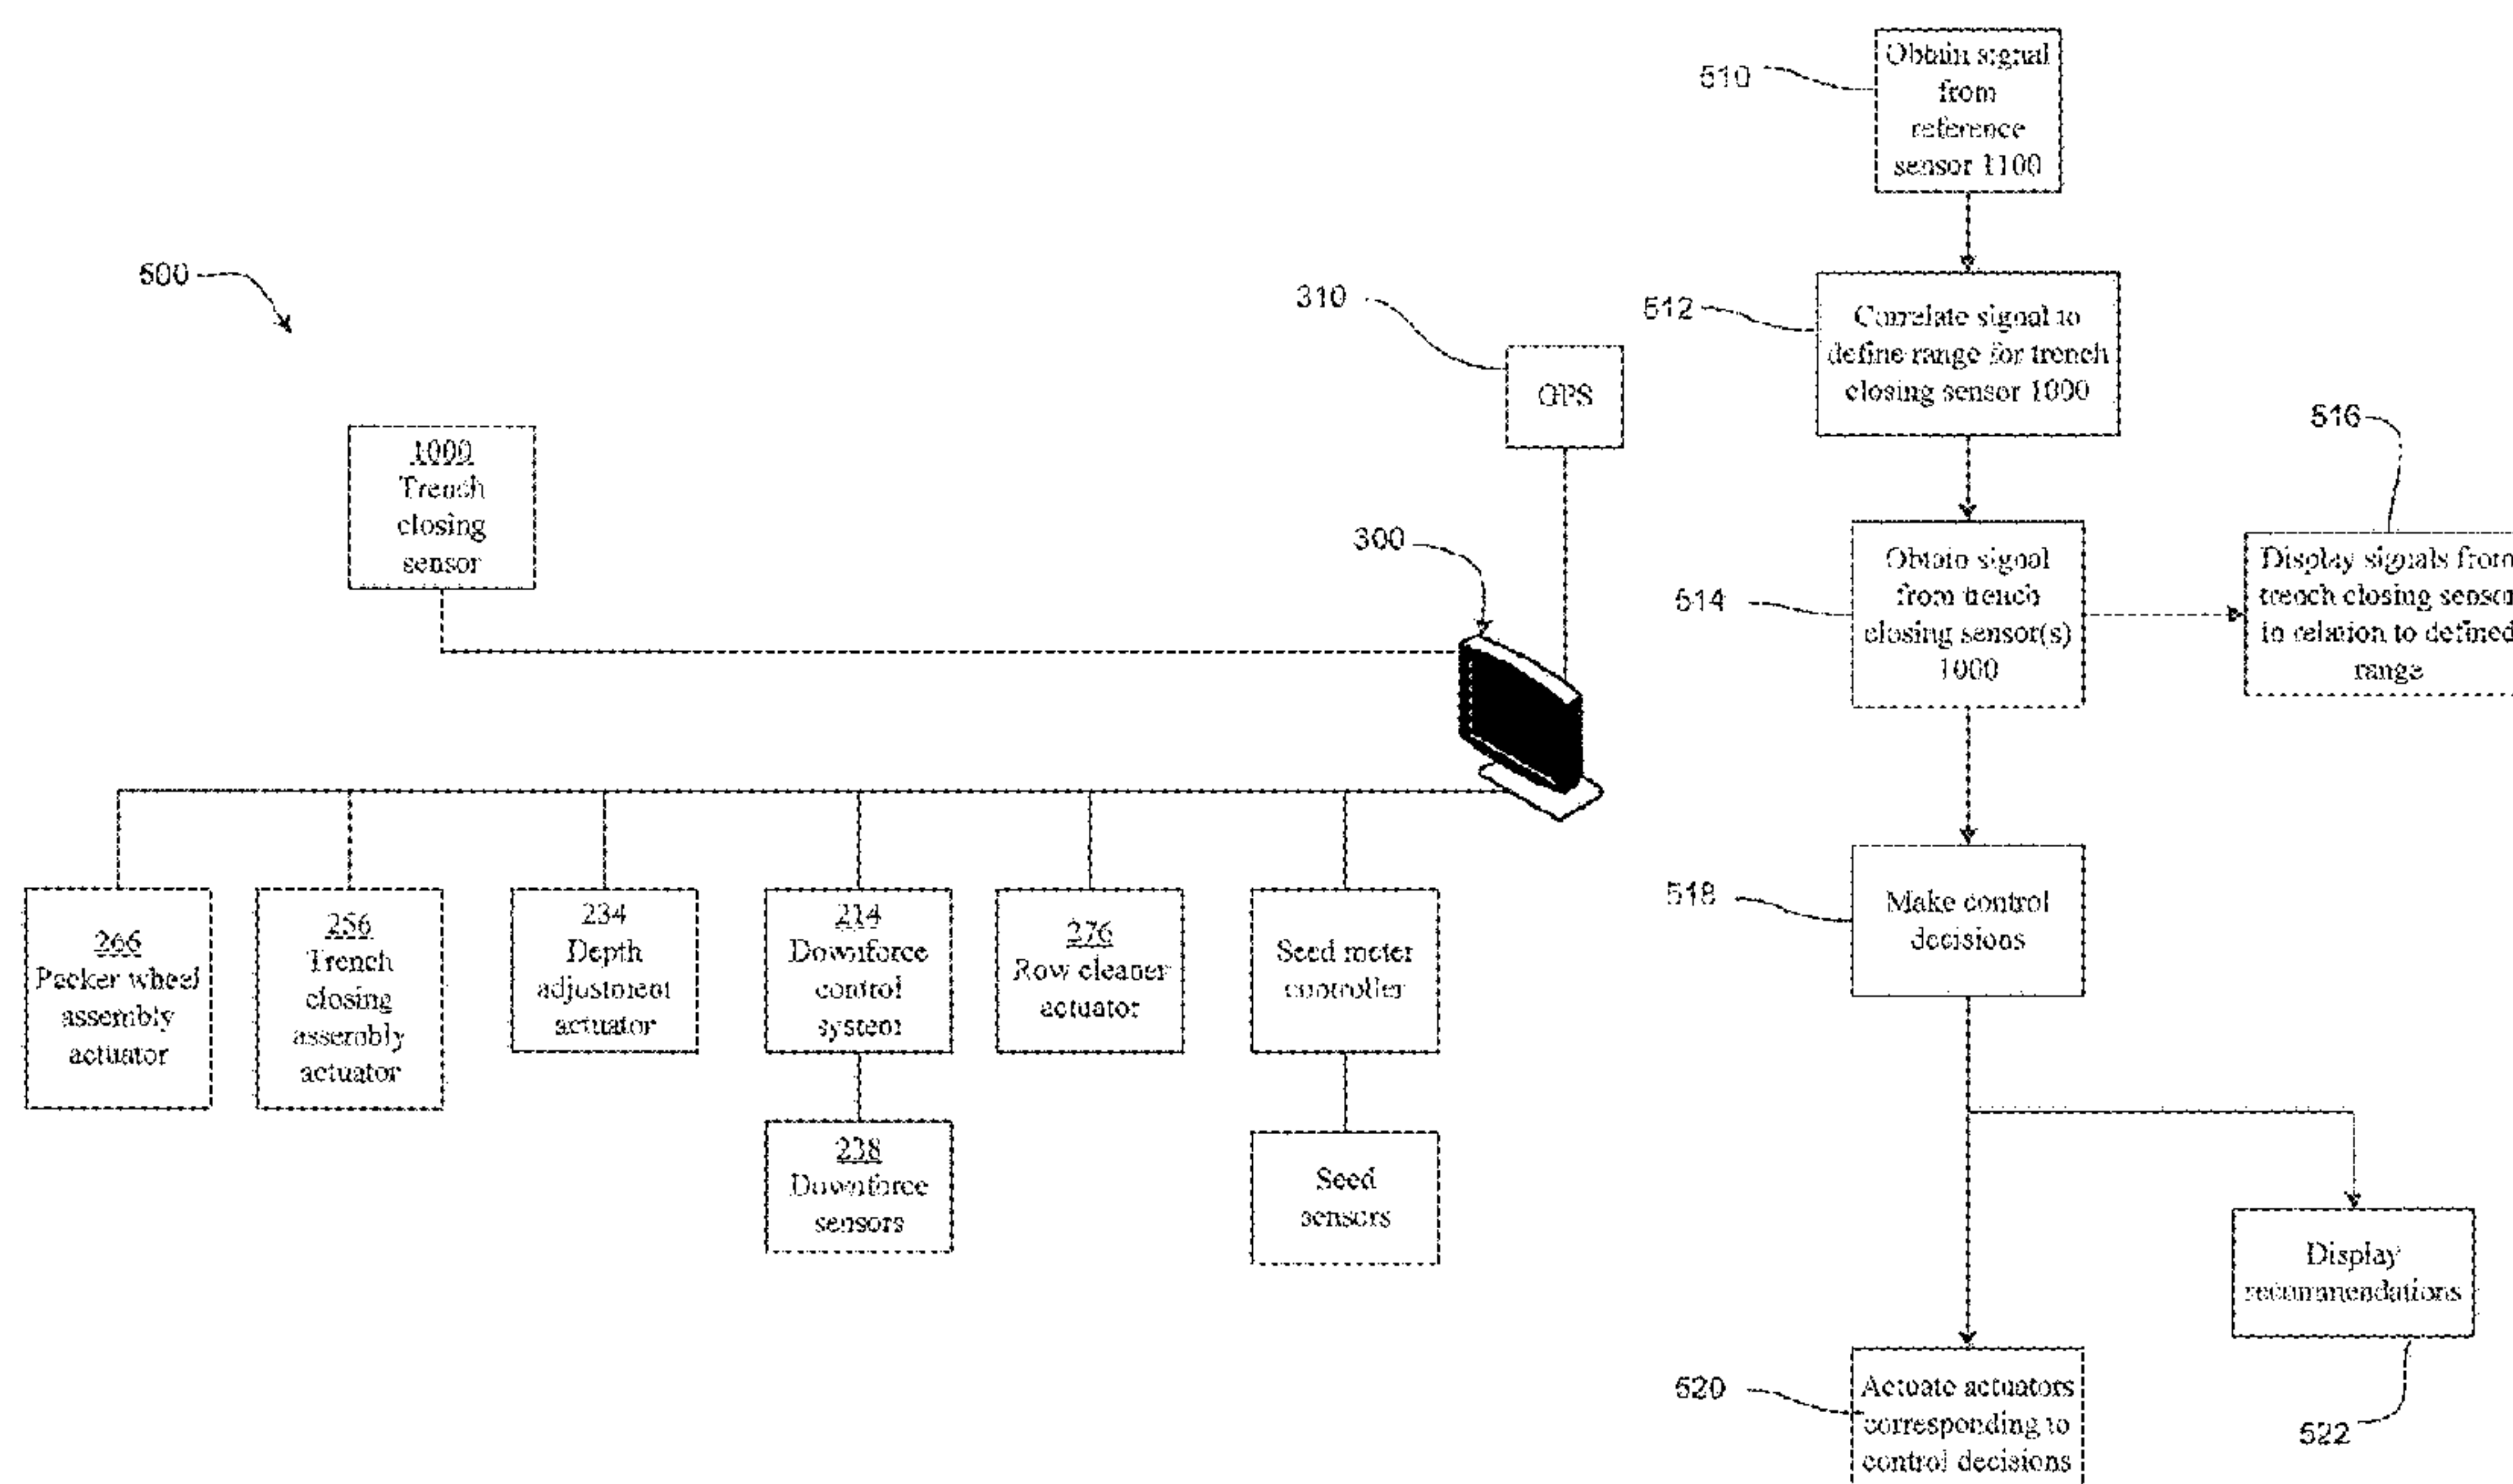 500
1000
Trench
closing
sensor
310
GPS
300
266
Packer wheel
assembly
actuator
256
Trench
closing
assembly
actuator
234
Depth
adjustment
actuator
214
Downforce
control
system
276
Row cleaner
actuator
Seed meter
controller
238
Downforce
sensors
Seed
sensors
510
Obtain signal
from
reference
sensor 1100
512
Correlate signal to
define range for trench
closing sensor 1000
514
Obtain signal
from trench
closing sensor(s)
1000
516
Display signals from
trench closing sensor
in relation to defined
range
518
Make control
decisions
520
Actuate actuators
corresponding to
control decisions
Display
recommendations
522